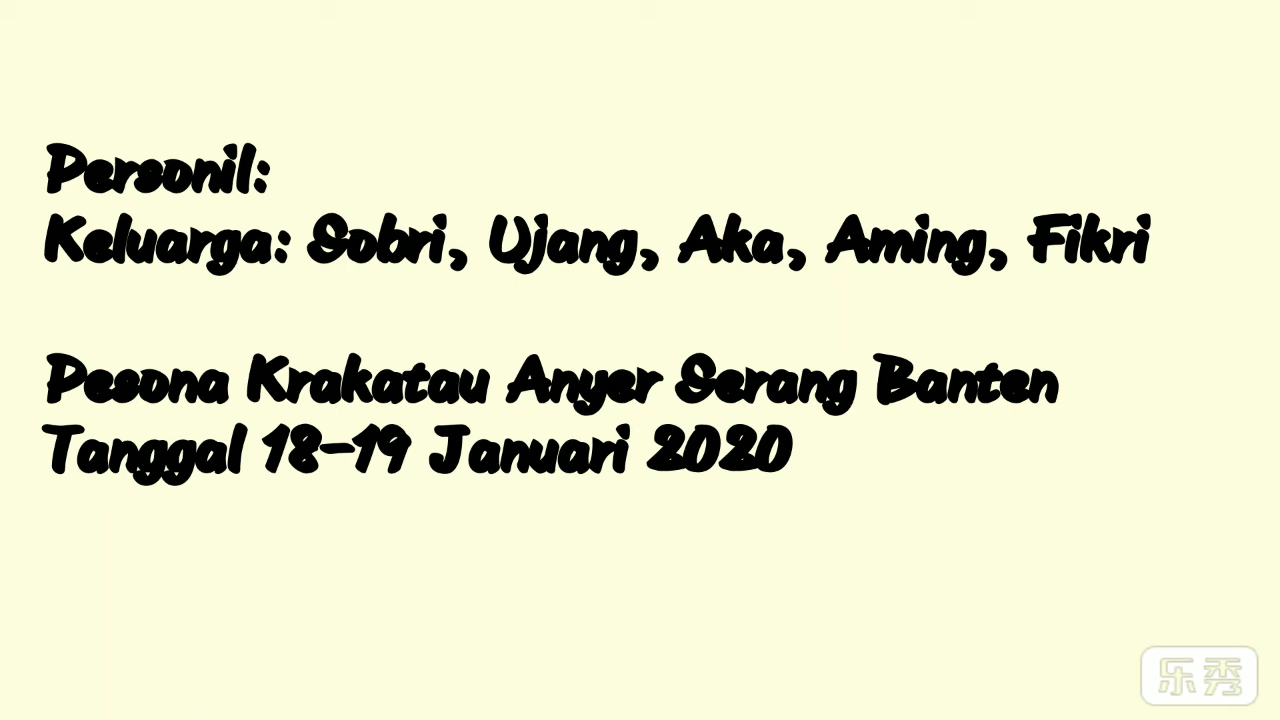 Personil:
Keluarga: Sobri, Ujang, Aka, Aming, Fikri
Pesona Krakatau Anyer Serang Banten
Tanggal 18-19 Januari 2020
乐秀